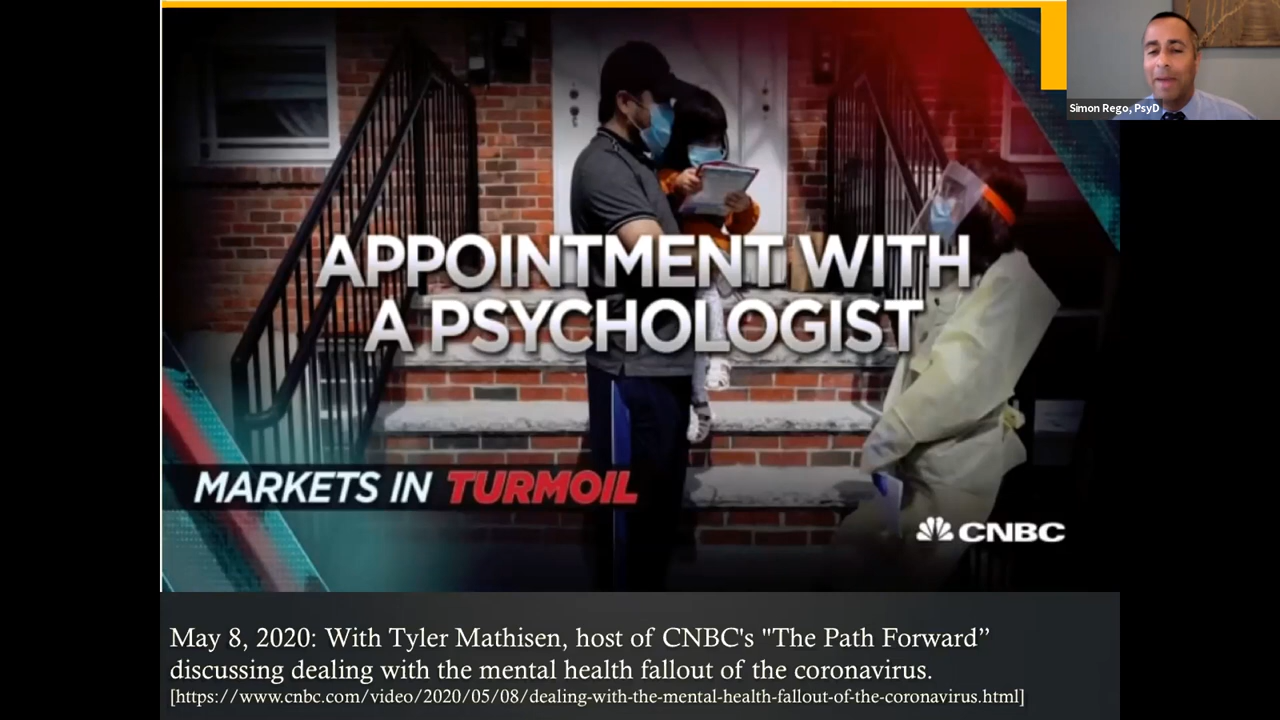 Simon Rego, PsyD
APPOINTMENT WITH
A PSYCHOLOGIST
MARKETS IN TURMOIL
CNBC
May 8, 2020: With Tyler Mathisen, host of CNBC's "The Path Forward”
discussing dealing with the mental health fallout of the coronavirus.
[https://www.cnbc.com/video/2020/05/08/dealing-with-the-mental-health-fallout-of-the-coronavirus.html]